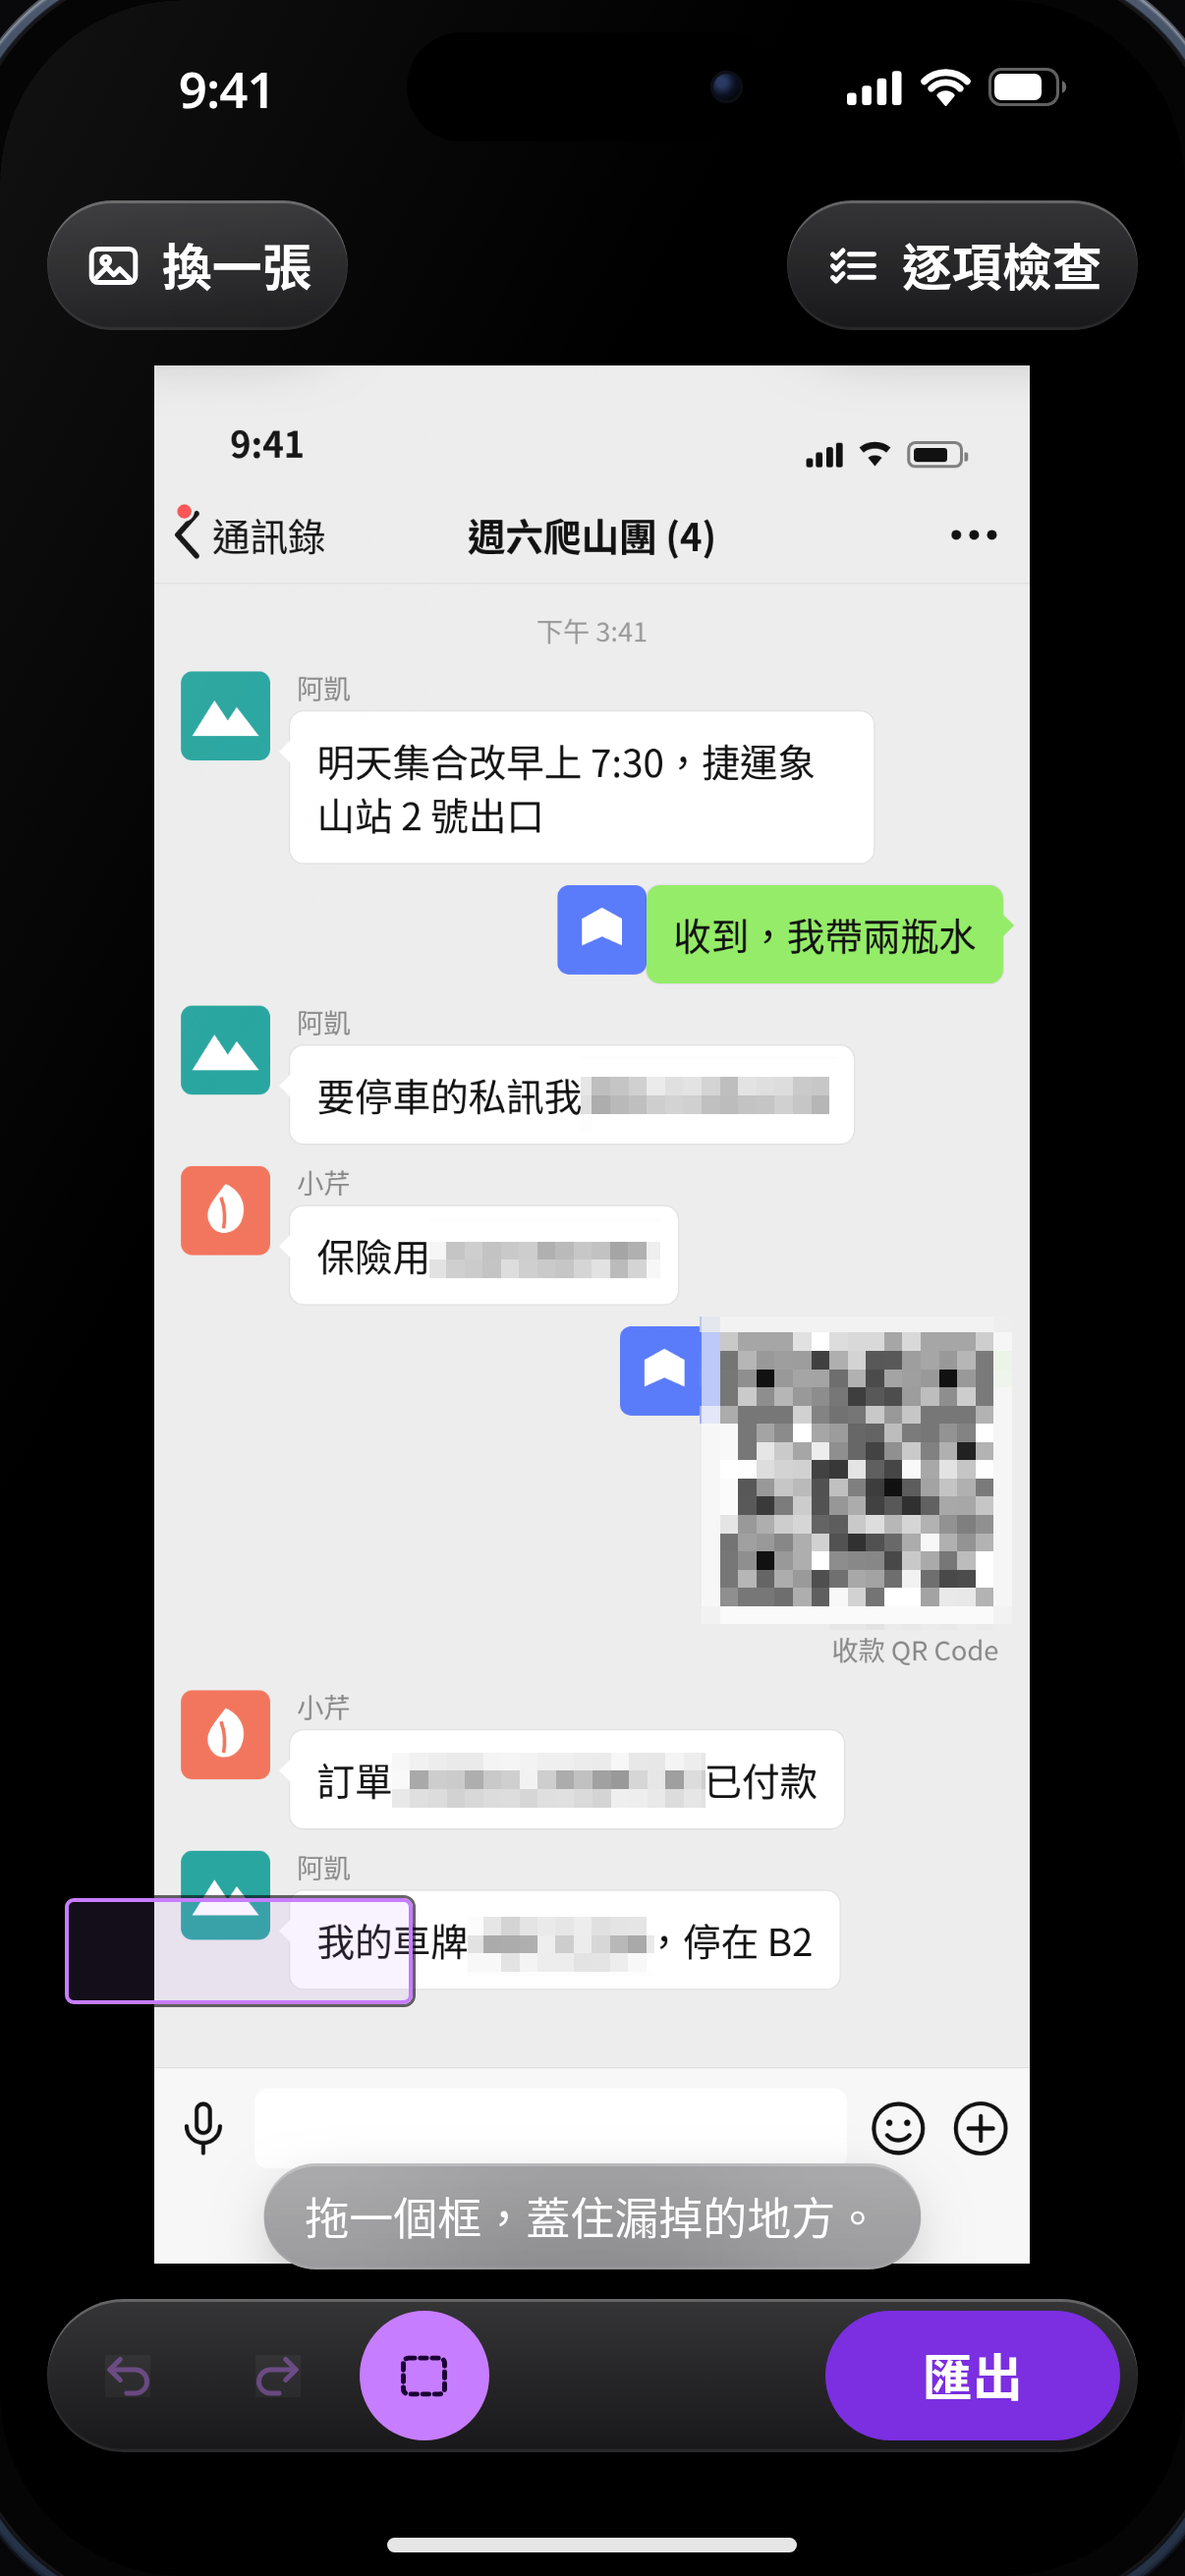 9:41
換一張
逐項檢查
9:41
通訊錄
週六爬山團 (4)
下午 3:41
阿凱
明天集合改早上 7:30，捷運象
山站 2 號出口
收到，我帶兩瓶水
阿凱
要停車的私訊我
小芹
保險用
收款 QR Code
小芹
訂單 已付款
阿凱
我的車牌 ，停在 B2
拖一個框，蓋住漏掉的地方。
匯出